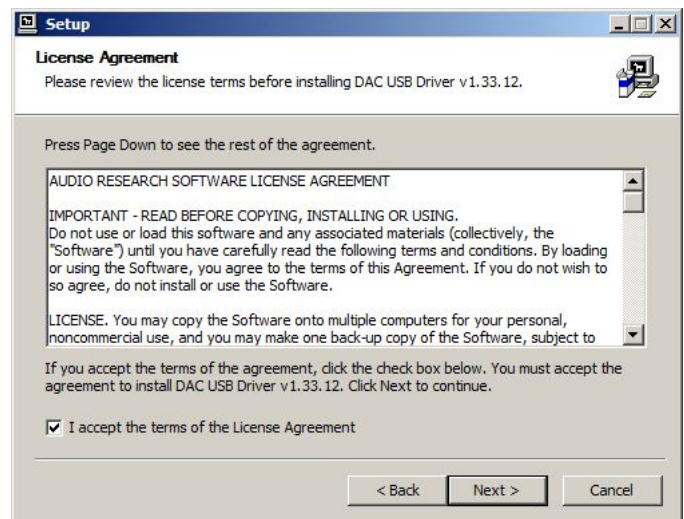 Setup
License Agreement
Please review the license terms before installing DAC USB Driver v1.33.12.
Press Page Down to see the rest of the agreement.
AUDIO RESEARCH SOFTWARE LICENSE AGREEMENT
IMPORTANT - READ BEFORE COPYING, INSTALLING OR USING.
Do not use or load this software and any associated materials (collectively, the
"Software") until you have carefully read the following terms and conditions. By loading
or using the Software, you agree to the terms of this Agreement. If you do not wish to
so agree, do not install or use the Software.
LICENSE. You may copy the Software onto multiple computers for your personal,
noncommercial use, and you may make one back-up copy of the Software, subject to
If you accept the terms of the agreement, click the check box below. You must accept the
agreement to install DAC USB Driver v1.33.12. Click Next to continue.
I accept the terms of the License Agreement
< Back Next > Cancel